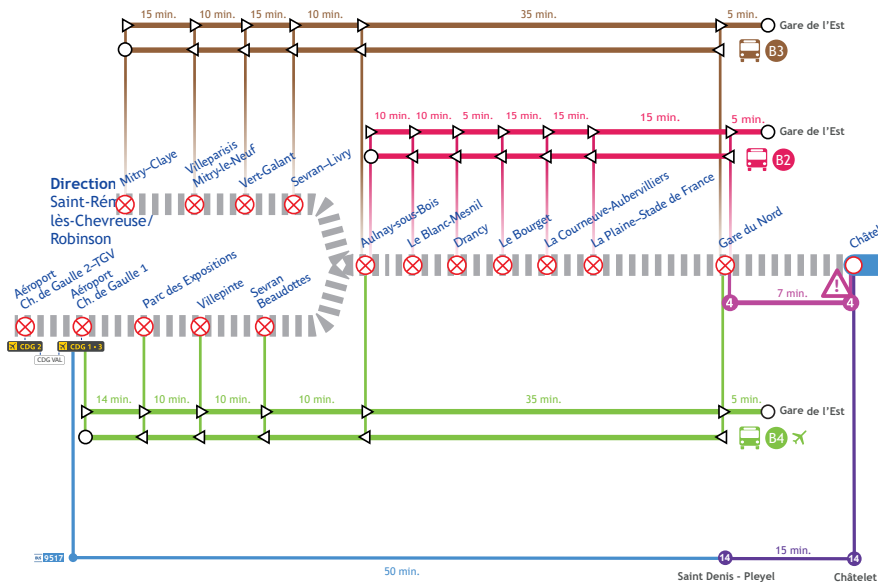 15 min.
10 min.
15 min.
10 min.
35 min.
5 min.
Gare de l'Est
B3
10 min.
10 min.
5 min.
15 min.
15 min.
15 min.
5 min.
Gare de l'Est
B2
Mitry–Claye
Villeparisis
Mitry-le-Neuf
Vert-Galant
Sevran–Livry
Direction
Saint-Rém
lès-Chevreuse/
Robinson
Aulnay-sous-Bois
Le Blanc-Mesnil
Drancy
Le Bourget
La Courneuve-Aubervilliers
La Plaine–Stade de France
Gare du Nord
Châtel
Aéroport
Ch. de Gaulle 2–TGV
Aéroport
Ch. de Gaulle 1
Parc des Expositions
Villepinte
Sevran
Beaudottes
4
7 min.
4
!
CDG 2
CDG 1 • 3
CDG VAL
14 min.
10 min.
10 min.
10 min.
35 min.
5 min.
Gare de l'Est
B4
9517
50 min.
14
15 min.
14
Saint Denis - Pleyel
Châtelet